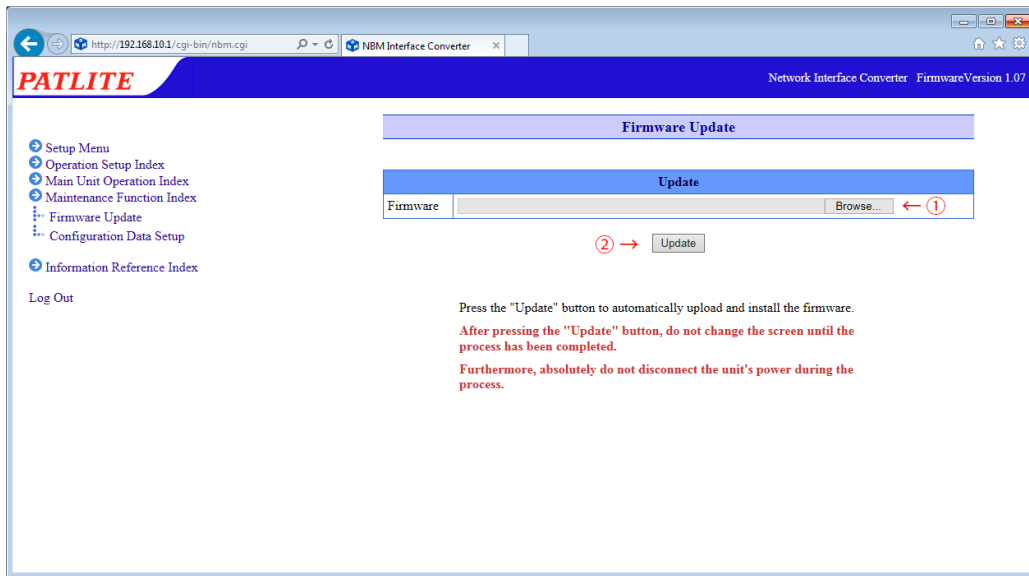 http://192.168.10.1/cgi-bin/nbm.cgi
NBM Interface Converter
PATLITE
Network Interface Converter FirmwareVersion 1.07
Firmware Update
Setup Menu
Operation Setup Index
Main Unit Operation Index
Maintenance Function Index
Firmware Update
Configuration Data Setup
Information Reference Index
Log Out
Update
Firmware Browse... ← ①
② → Update
Press the "Update" button to automatically upload and install the firmware.
After pressing the "Update" button, do not change the screen until the
process has been completed.
Furthermore, absolutely do not disconnect the unit's power during the
process.